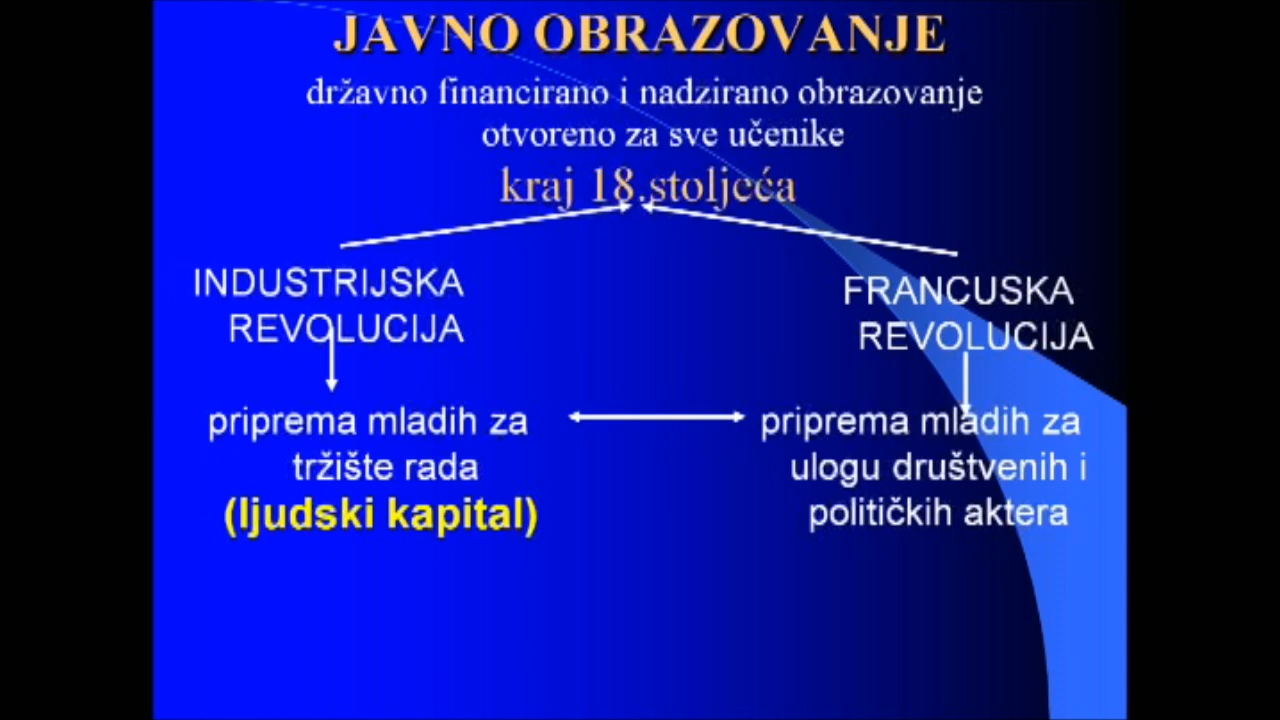 JAVNO OBRAZOVANJE
državno financirano i nadzirano obrazovanje
otvoreno za sve učenike
kraj 18.stoljeća
INDUSTRIJSKA
REVOLUCIJA
priprema mladih za
tržište rada
(ljudski kapital)
FRANCUSKA
REVOLUCIJA
priprema mladih za
ulogu društvenih i
političkih aktera